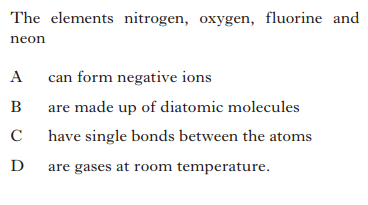 The elements nitrogen, oxygen, fluorine and
neon
A can form negative ions
B are made up of diatomic molecules
C have single bonds between the atoms
D are gases at room temperature.